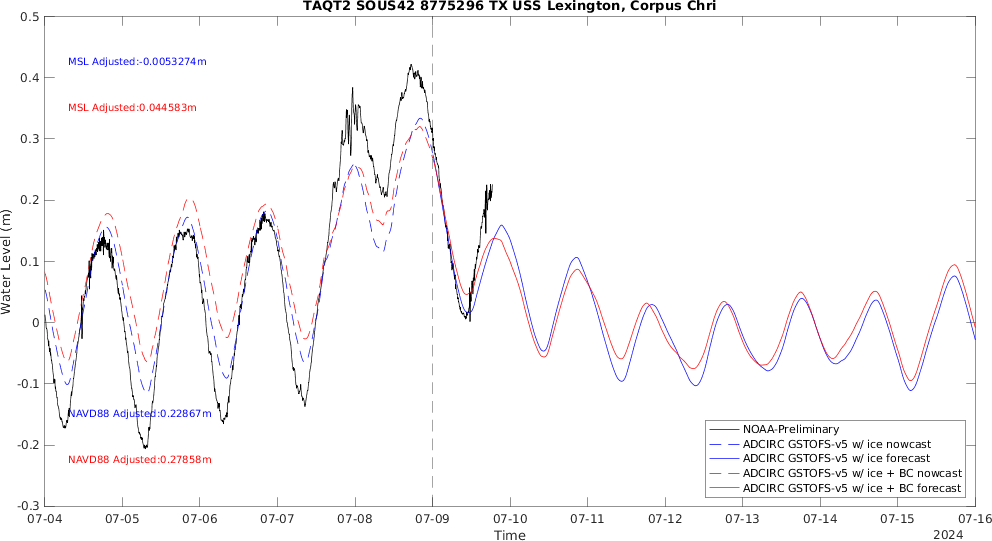 TAQT2 SOUS42 8775296 TX USS Lexington, Corpus Chri
0.5
0.4
0.3
0.2
0.1
0
-0.1
-0.2
-0.3
Water Level (m)
MSL Adjusted:-0.0053274m
MSL Adjusted:0.044583m
NAVD88 Adjusted:0.22867m
NAVD88 Adjusted:0.27858m
NOAA-Preliminary
ADCIRC GSTOFS-v5 w/ ice nowcast
ADCIRC GSTOFS-v5 w/ ice forecast
ADCIRC GSTOFS-v5 w/ ice + BC nowcast
ADCIRC GSTOFS-v5 w/ ice + BC forecast
07-04 07-05 07-06 07-07 07-08 07-09 07-10 07-11 07-12 07-13 07-14 07-15 07-16
Time
2024